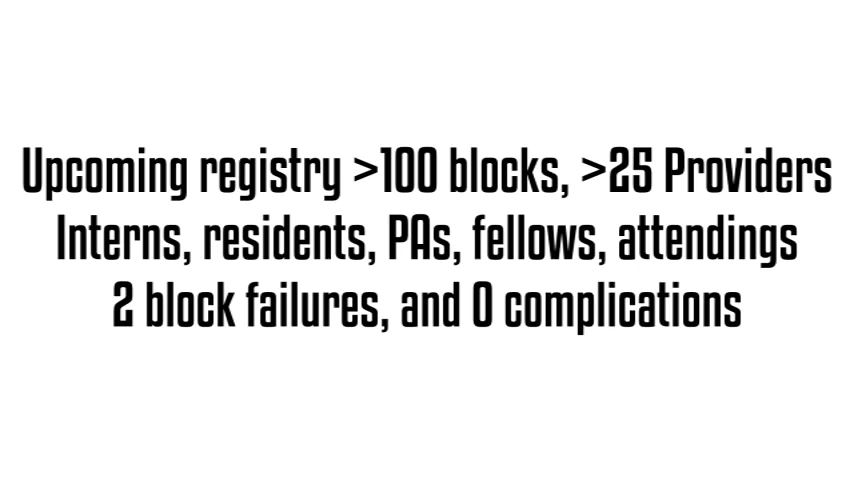 Upcoming registry >100 blocks, >25 Providers
Interns, residents, PAs, fellows, attendings
2 block failures, and 0 complications